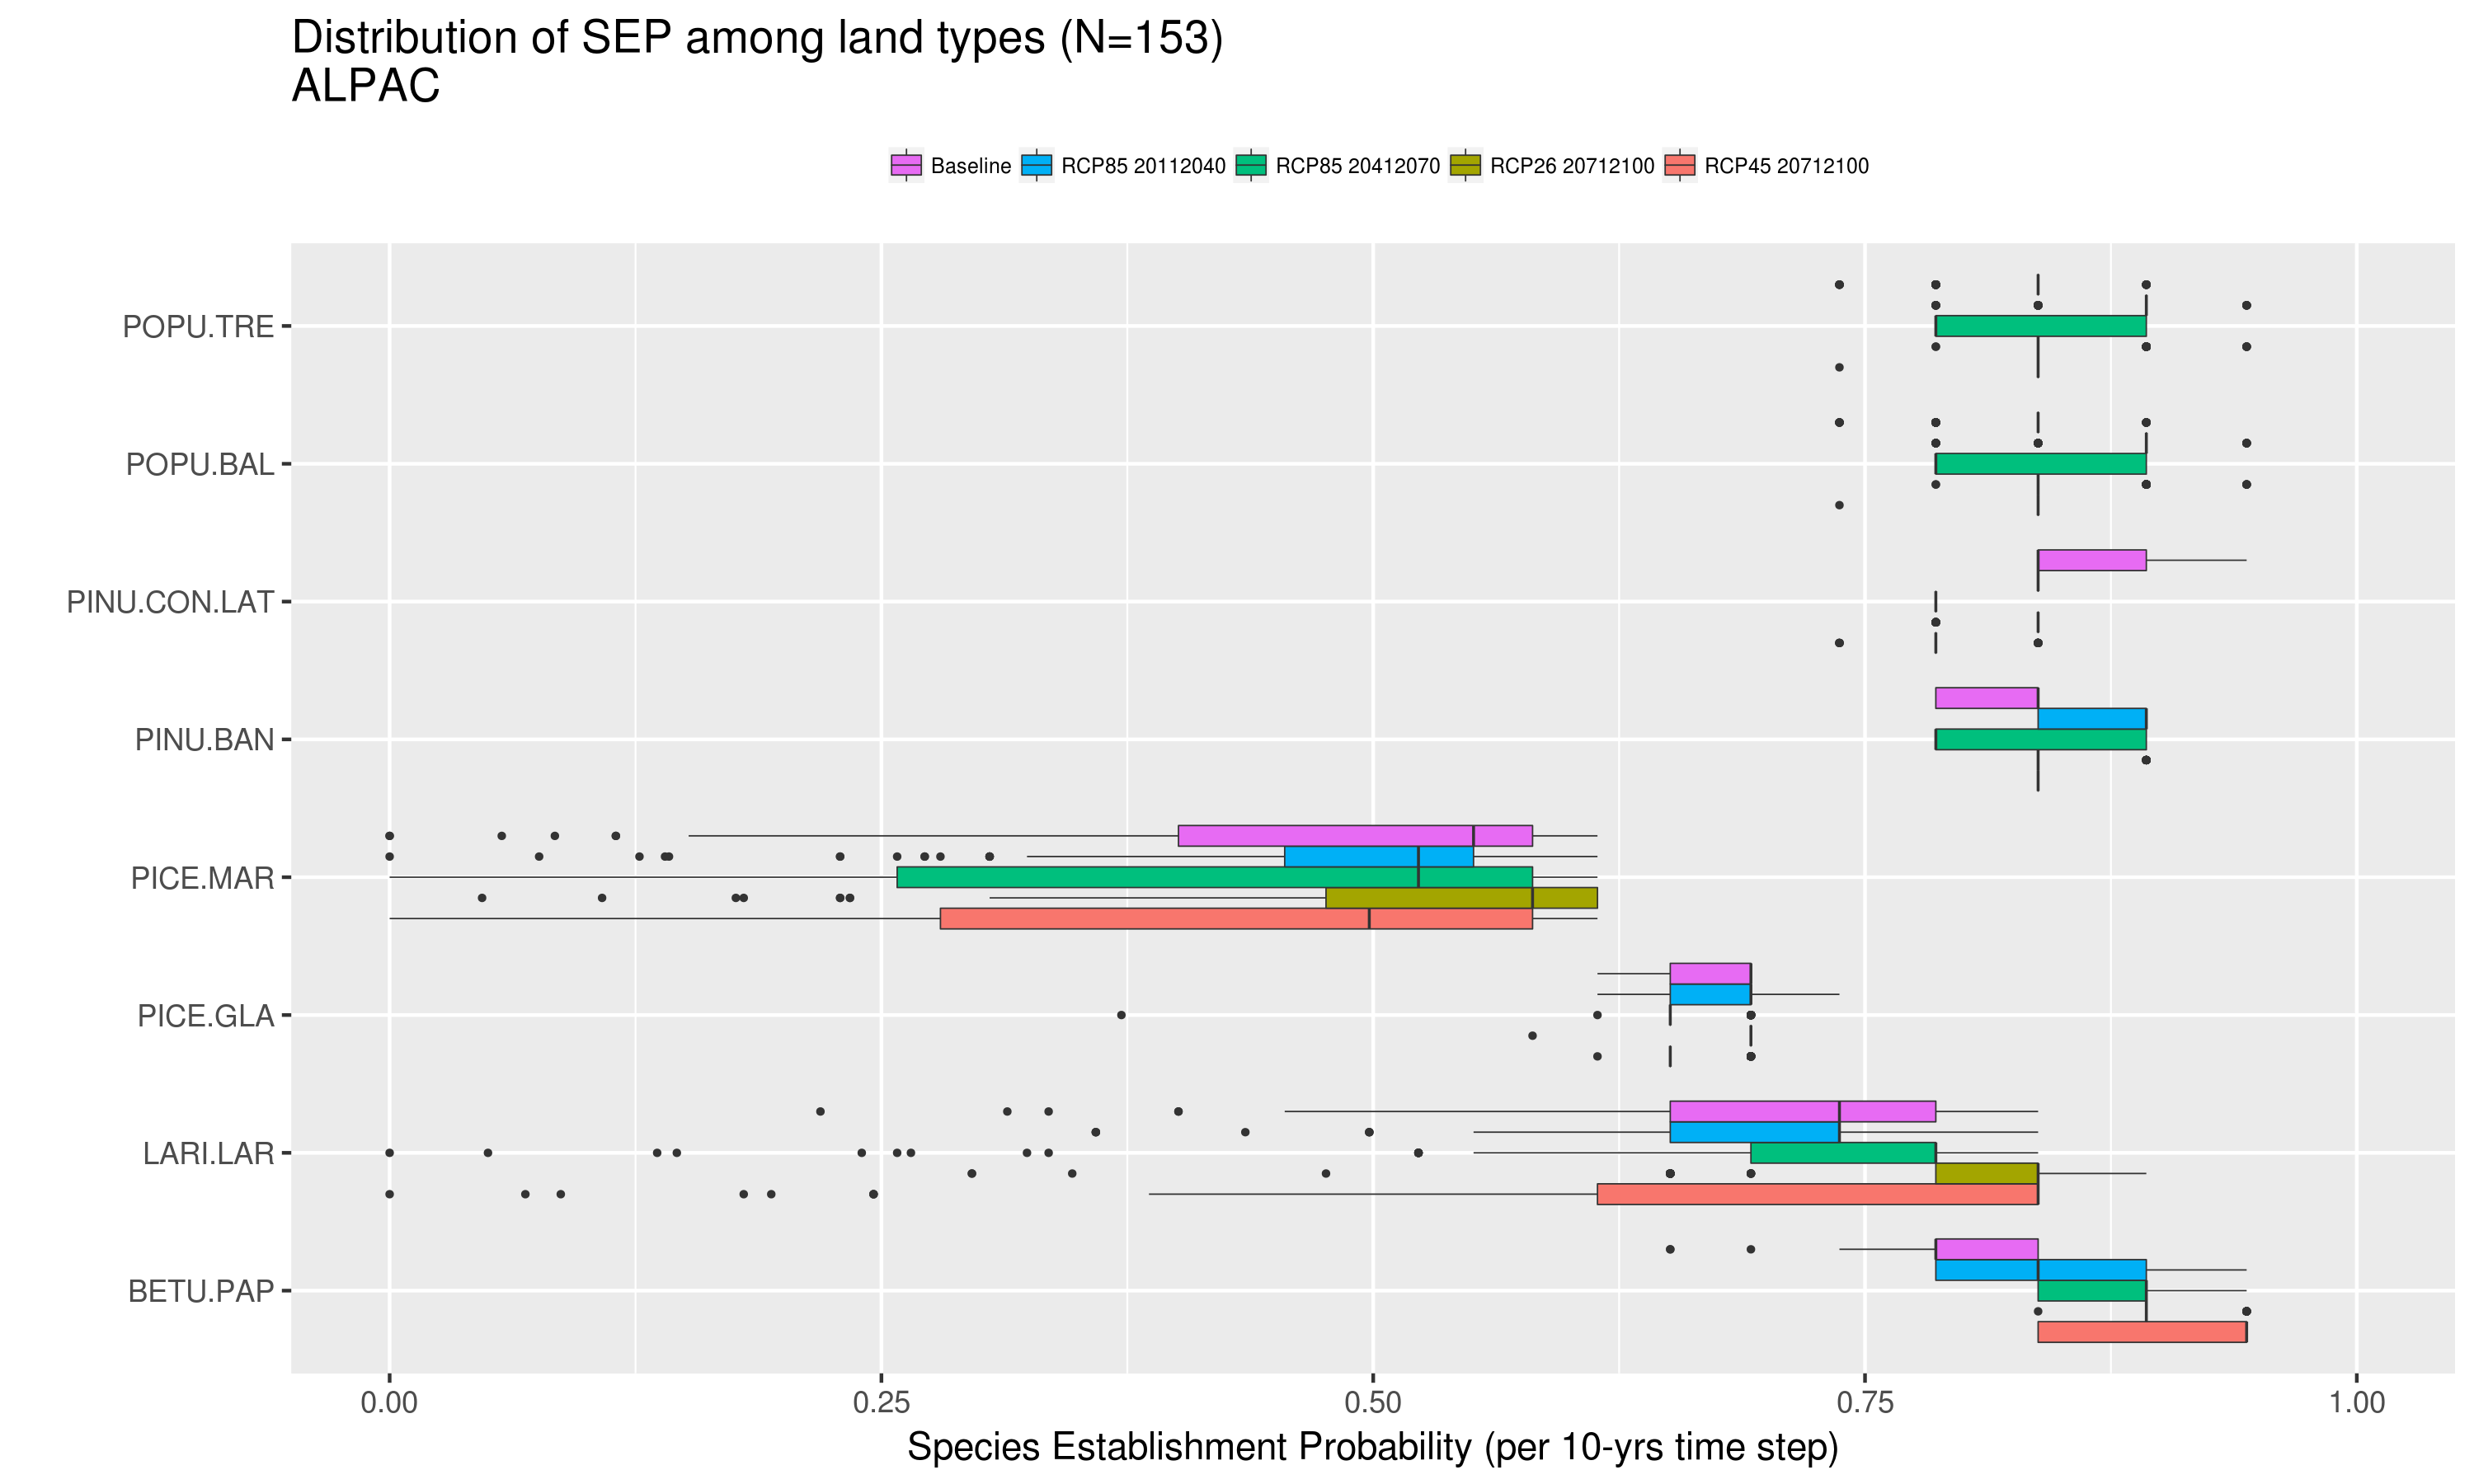 Distribution of SEP among land types (N=153)
ALPAC
Baseline RCP85 20112040 RCP85 20412070 RCP26 20712100 RCP45 20712100
POPU.TRE
POPU.BAL
PINU.CON.LAT
PINU.BAN
PICE.MAR
PICE.GLA
LARI.LAR
BETU.PAP
0.00 0.25 0.50 0.75 1.00
Species Establishment Probability (per 10-yrs time step)